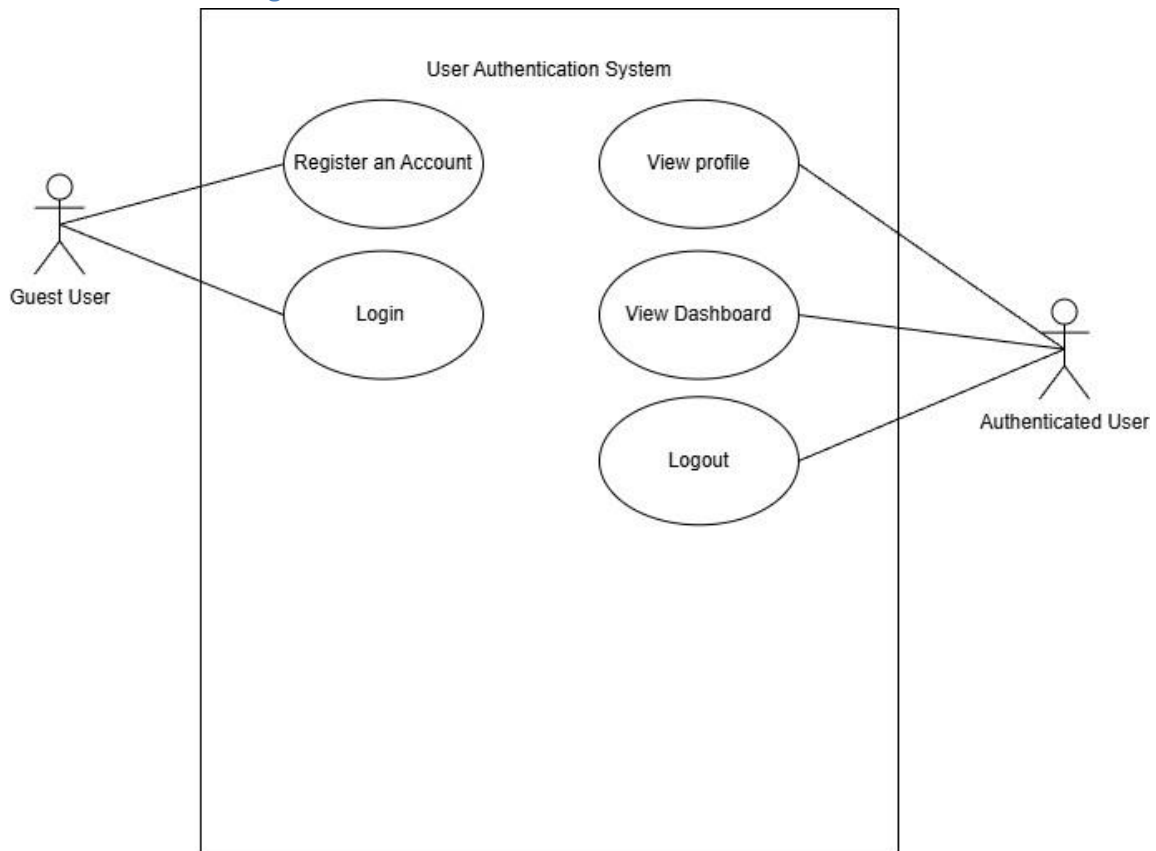 User Authentication System
Register an Account
View profile
Guest User
Login
View Dashboard
Authenticated User
Logout